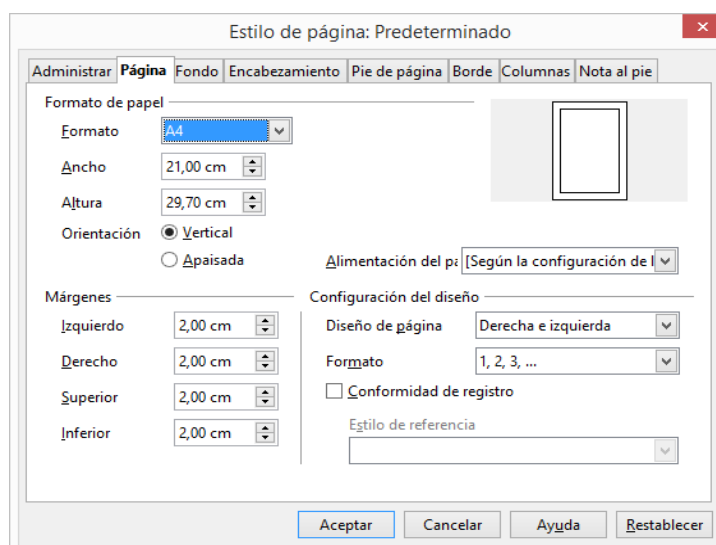 Estilo de página: Predeterminado
Administrar Página Fondo Encabezamiento Pie de página Borde Columnas Nota al pie
Formato de papel
Formato A4
Ancho 21,00 cm
Altura 29,70 cm
Orientación Vertical
Apaisada
Alimentación del pa [Según la configuración de l
Márgenes
Izquierdo 2,00 cm
Derecho 2,00 cm
Superior 2,00 cm
Inferior 2,00 cm
Configuración del diseño
Diseño de página Derecha e izquierda
Formato 1, 2, 3, ...
Conformidad de registro
Estilo de referencia
Aceptar Cancelar Ayuda Restablecer